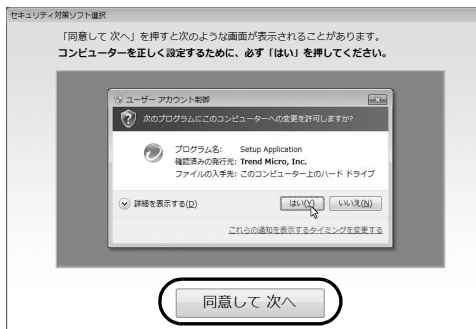 セキュリティ対策ソフト選択
「同意して 次へ」を押すと次のような画面が表示されることがあります。
コンピューターを正しく設定するために、必ず「はい」を押してください。
ユーザー アカウント制御
次のプログラムにこのコンピューターへの変更を許可しますか?
プログラム名: Setup Application
確認済みの発行元: Trend Micro, Inc.
ファイルの入手先: このコンピューター上のハード ドライブ
詳細を表示する(D) はい(Y) いいえ(N)
これらの通知を表示するタイミングを変更する
同意して 次へ